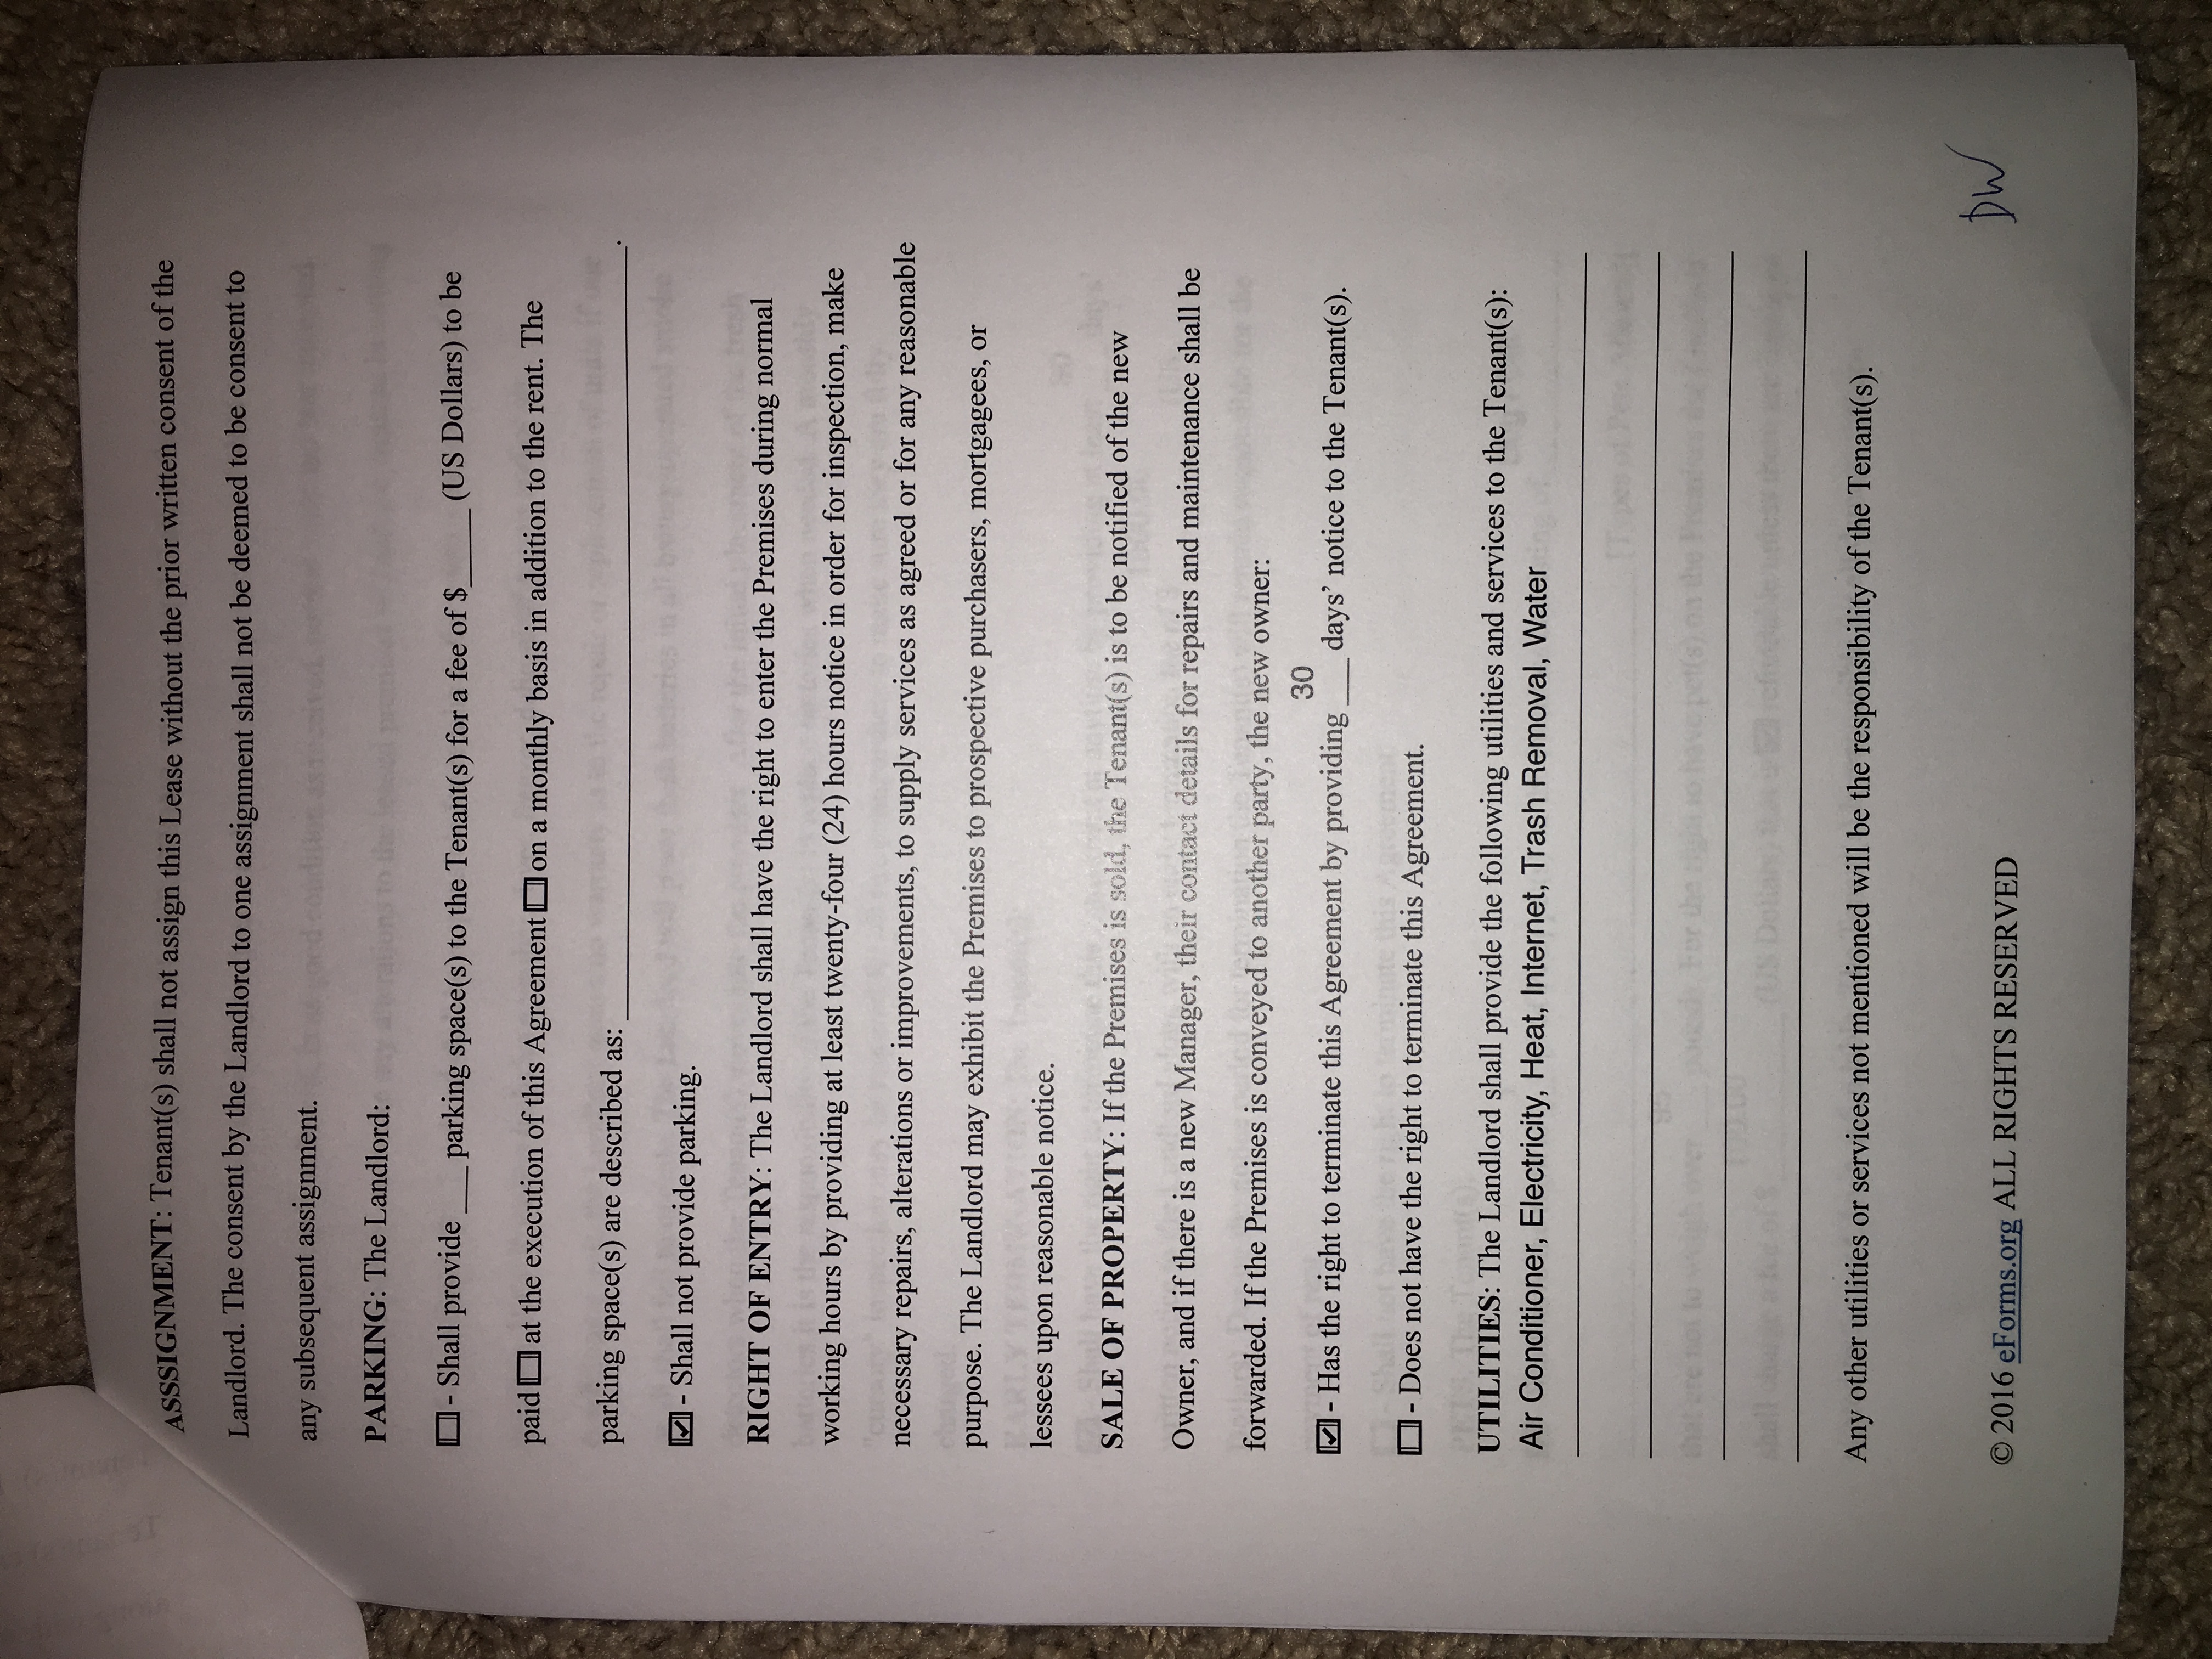 ASSSIGNMENT: Tenant(s) shall not assign this Lease without the prior written consent of the
Landlord. The consent by the Landlord to one assignment shall not be deemed to be consent to
any subsequent assignment.
PARKING: The Landlord:
☐ - Shall provide ___ parking space(s) to the Tenant(s) for a fee of $_____ (US Dollars) to be
paid ☐ at the execution of this Agreement ☐ on a monthly basis in addition to the rent. The
parking space(s) are described as: ______________________________.
☑ - Shall not provide parking.
RIGHT OF ENTRY: The Landlord shall have the right to enter the Premises during normal
working hours by providing at least twenty-four (24) hours notice in order for inspection, make
necessary repairs, alterations or improvements, to supply services as agreed or for any reasonable
purpose. The Landlord may exhibit the Premises to prospective purchasers, mortgagees, or
lessees upon reasonable notice.
SALE OF PROPERTY: If the Premises is sold, the Tenant(s) is to be notified of the new
Owner, and if there is a new Manager, their contact details for repairs and maintenance shall be
forwarded. If the Premises is conveyed to another party, the new owner:
☑ - Has the right to terminate this Agreement by providing 30 days’ notice to the Tenant(s).
☐ - Does not have the right to terminate this Agreement.
UTILITIES: The Landlord shall provide the following utilities and services to the Tenant(s):
Air Conditioner, Electricity, Heat, Internet, Trash Removal, Water
Any other utilities or services not mentioned will be the responsibility of the Tenant(s).
© 2016 eForms.org ALL RIGHTS RESERVED
DW